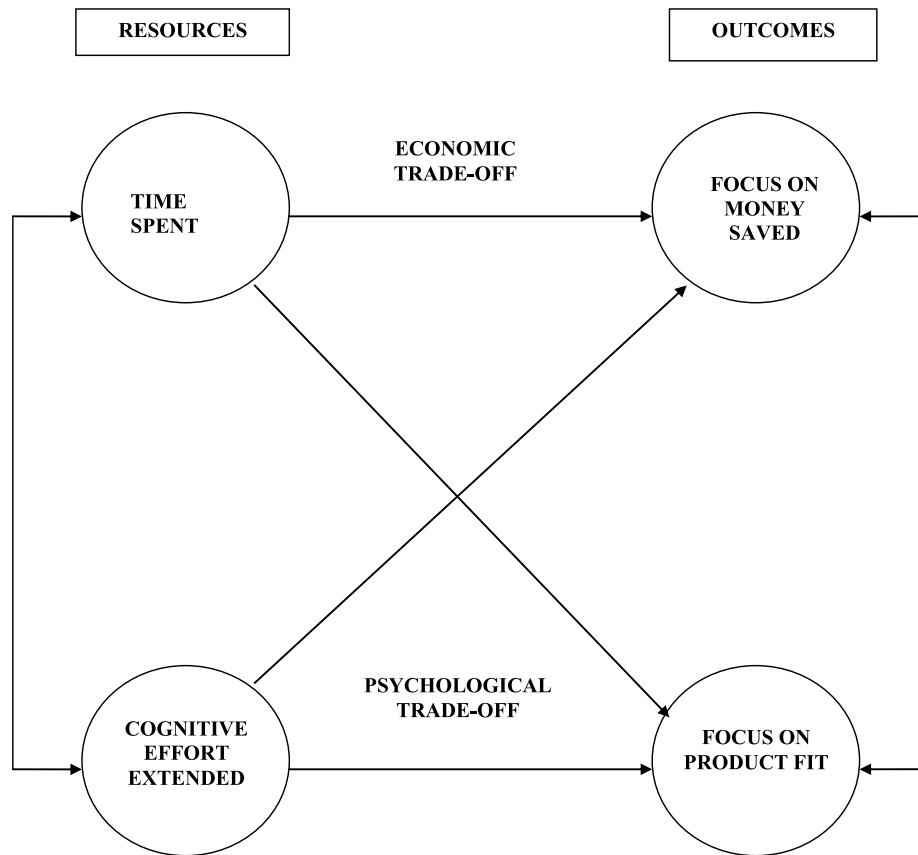 RESOURCES
OUTCOMES
ECONOMIC
TRADE-OFF
TIME
SPENT
FOCUS ON
MONEY
SAVED
PSYCHOLOGICAL
TRADE-OFF
COGNITIVE
EFFORT
EXTENDED
FOCUS ON
PRODUCT FIT